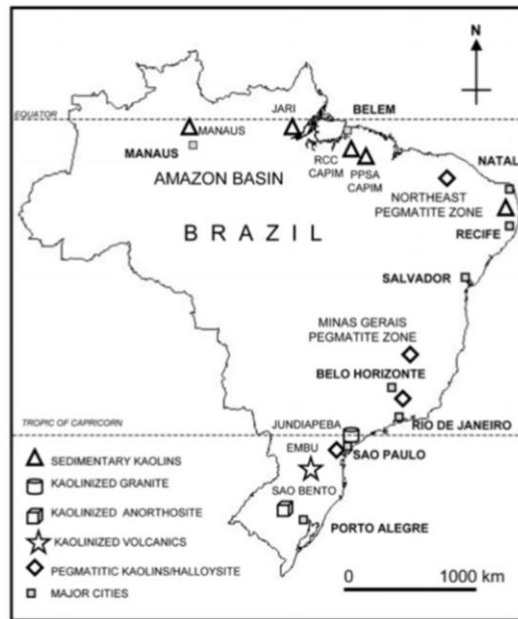 N
EQUATOR
JARI
BELEM
MANAUS
MANAUS
RCC
CAPIM
PPSA
CAPIM
AMAZON BASIN
NATAL
NORTHEAST
PEGMATITE ZONE
BRAZIL
RECIFE
SALVADOR
MINAS GERAIS
PEGMATITE ZONE
BELO HORIZONTE
TROPIC OF CAPRICORN
JUNDIAPEBA
RIO DE JANEIRO
EMBU
SAO PAULO
SAO BENTO
PORTO ALEGRE
SEDIMENTARY KAOLINS
KAOLINIZED GRANITE
KAOLINIZED ANORTHOSITE
KAOLINIZED VOLCANICS
PEGMATITIC KAOLINS/HALLOYSITE
MAJOR CITIES
0 1000 km